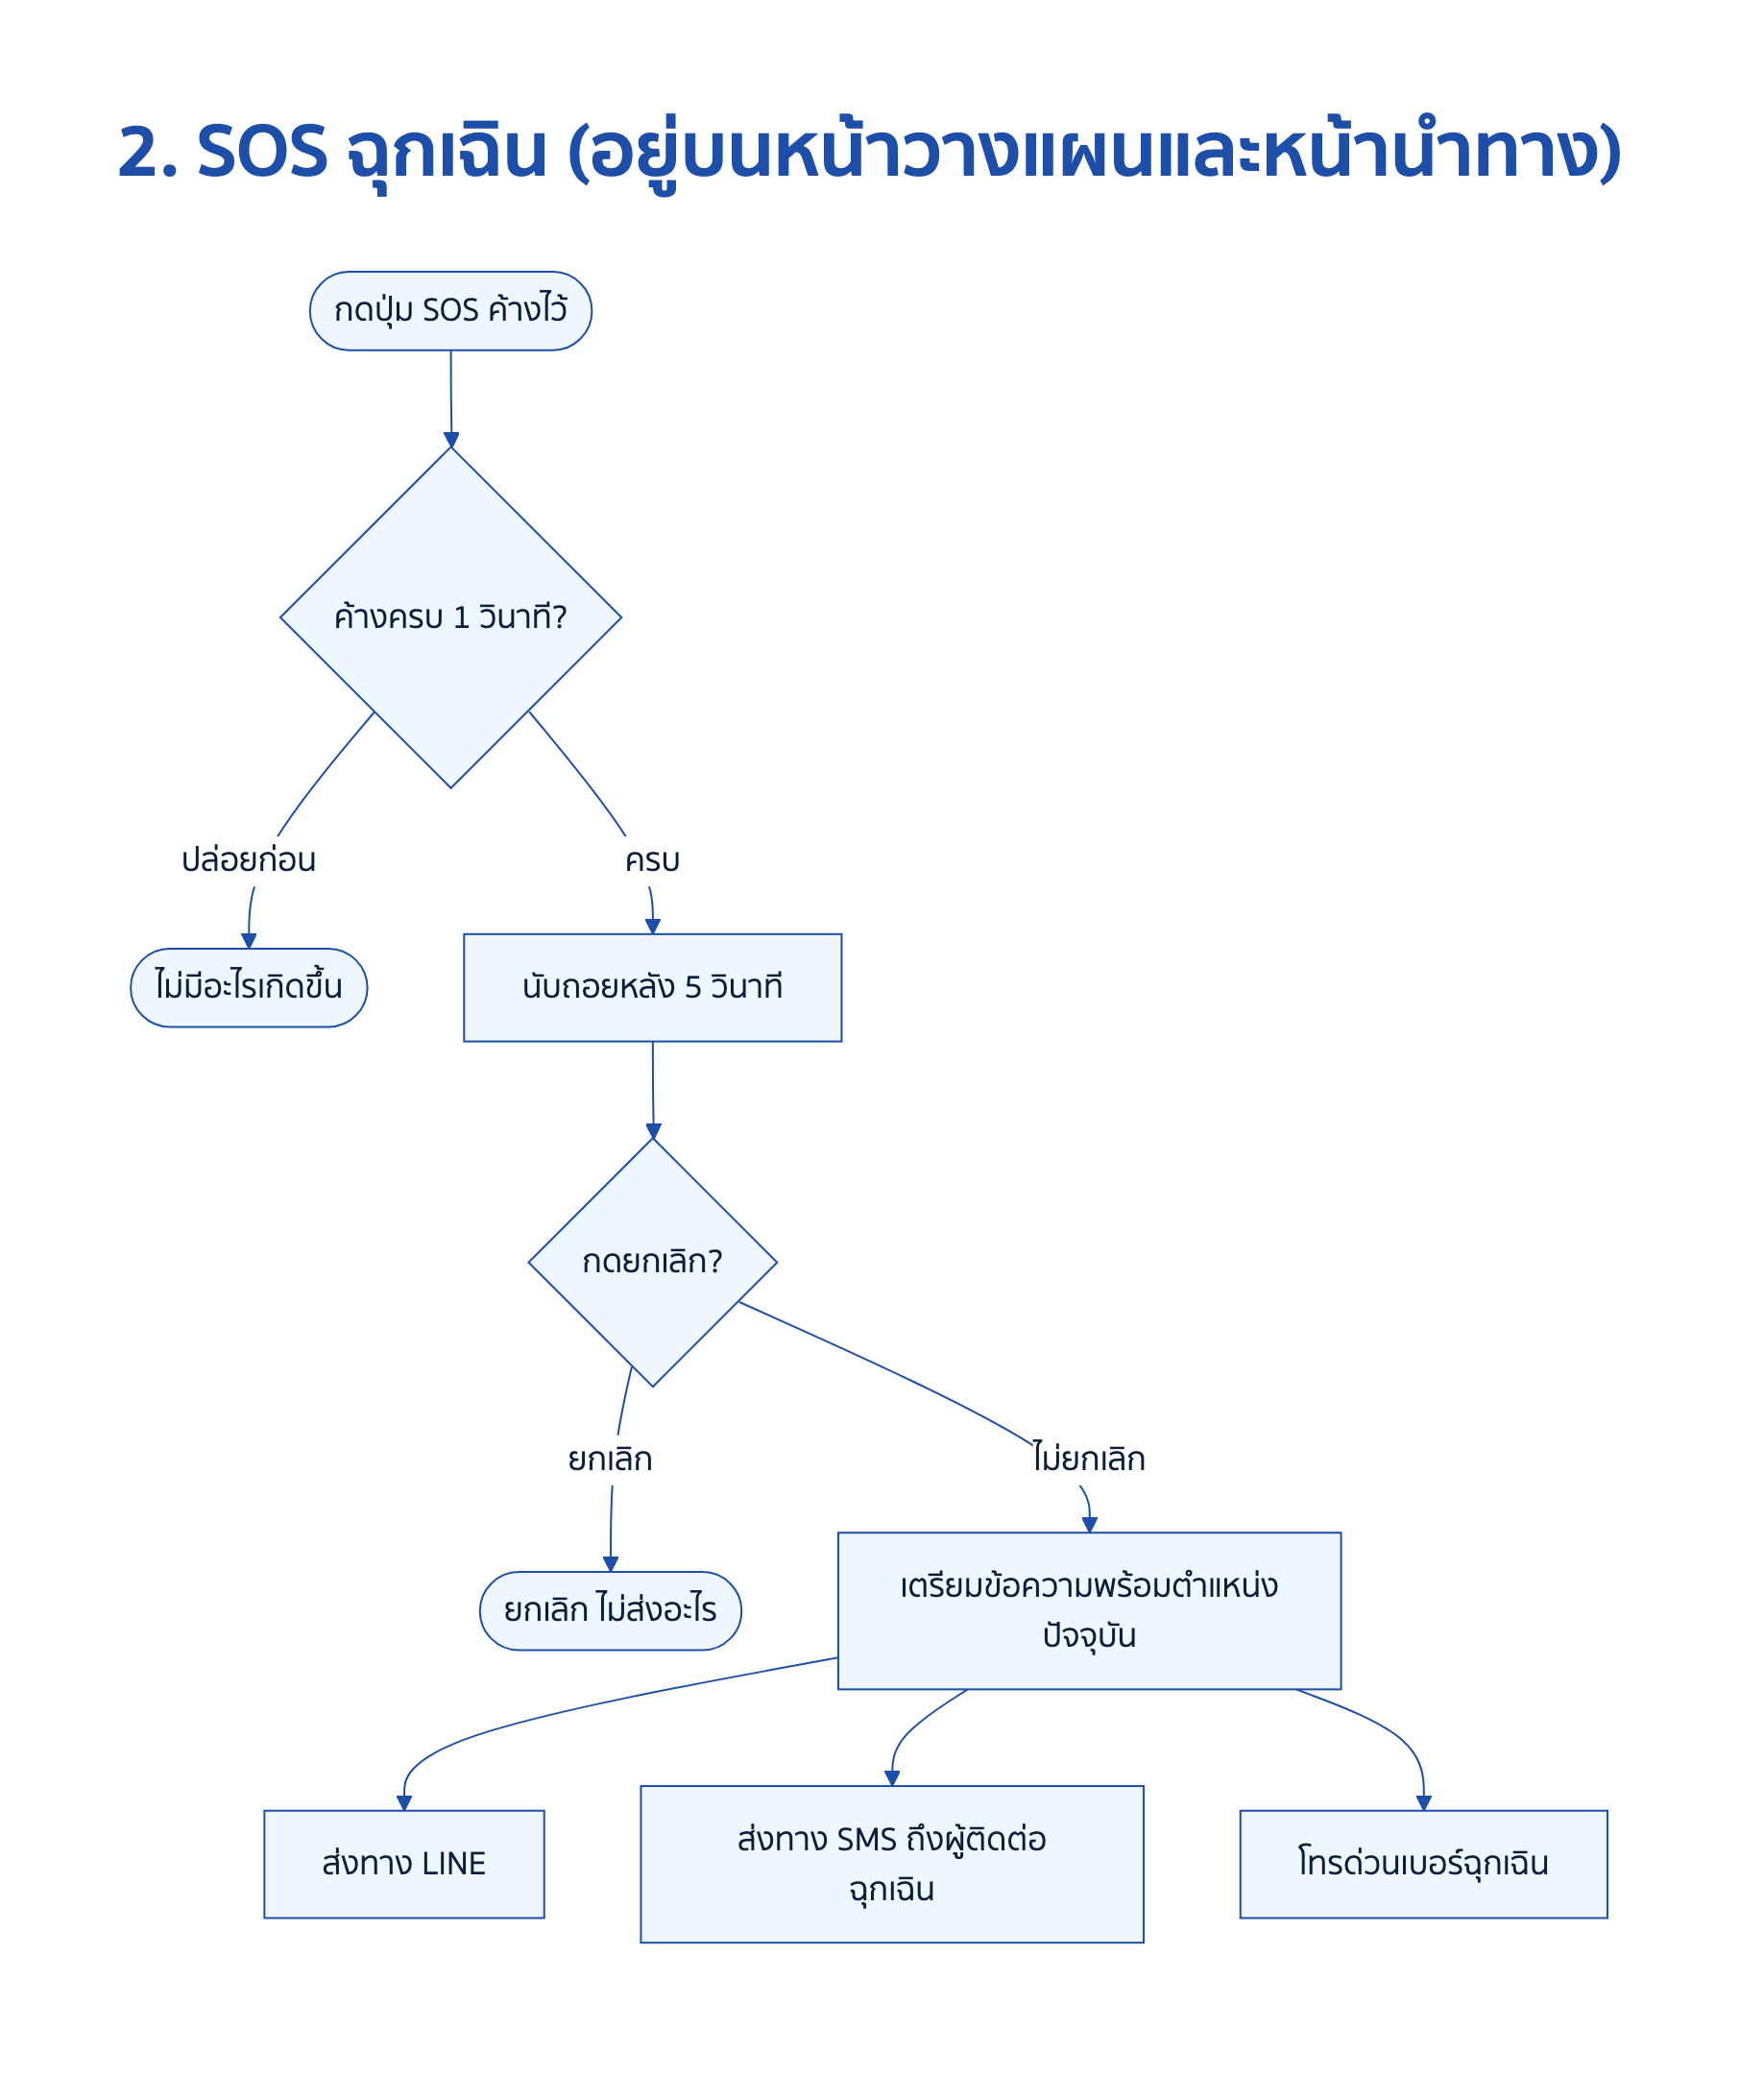 2. SOS ฉุกเฉิน (อยู่บนหน้าวางแผนและหน้านำทาง)
กดปุ่ม SOS ค้างไว้
ค้างครบ 1 วินาที?
ปล่อยก่อน
ครบ
ไม่มีอะไรเกิดขึ้น
นับถอยหลัง 5 วินาที
กดยกเลิก?
ยกเลิก
ไม่ยกเลิก
ยกเลิก ไม่ส่งอะไร
เตรียมข้อความพร้อมตำแหน่ง
ปัจจุบัน
ส่งทาง LINE
ส่งทาง SMS ถึงผู้ติดต่อ
ฉุกเฉิน
โทรด่วนเบอร์ฉุกเฉิน